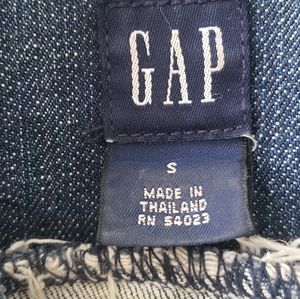 GAP
S
MADE IN
THAILAND
RN 54023